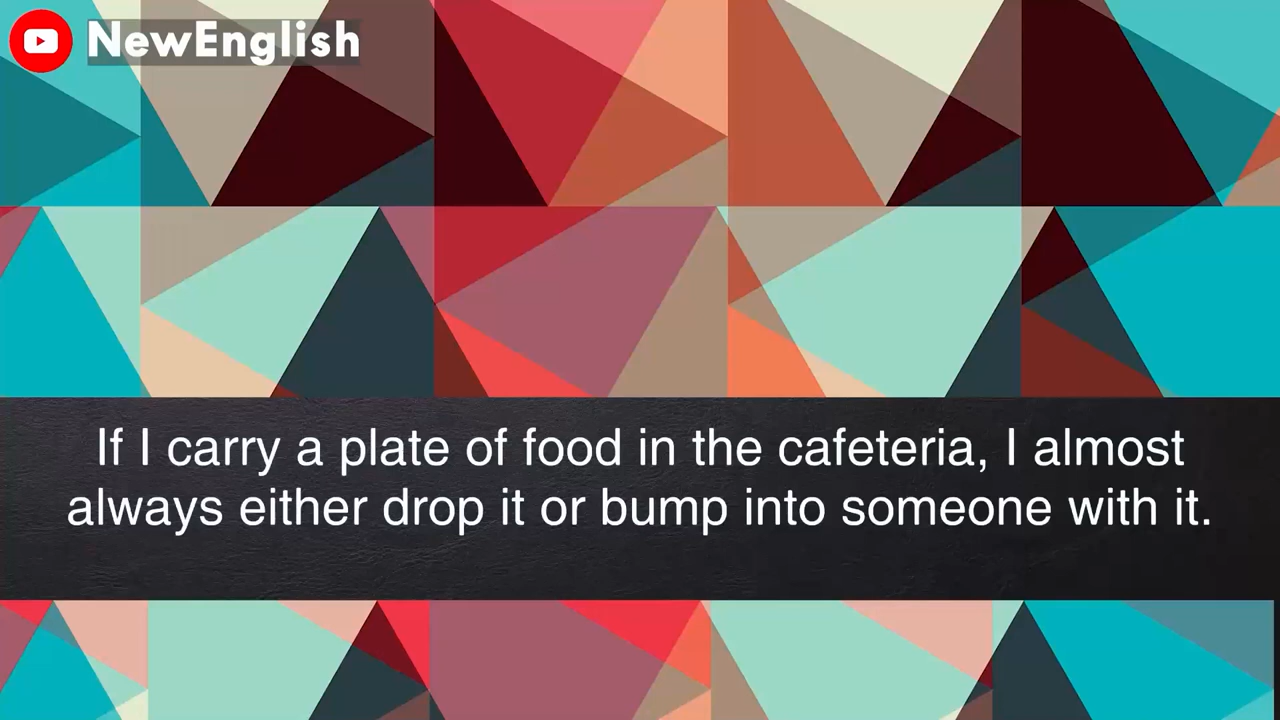 NewEnglish
If I carry a plate of food in the cafeteria, I almost
always either drop it or bump into someone with it.